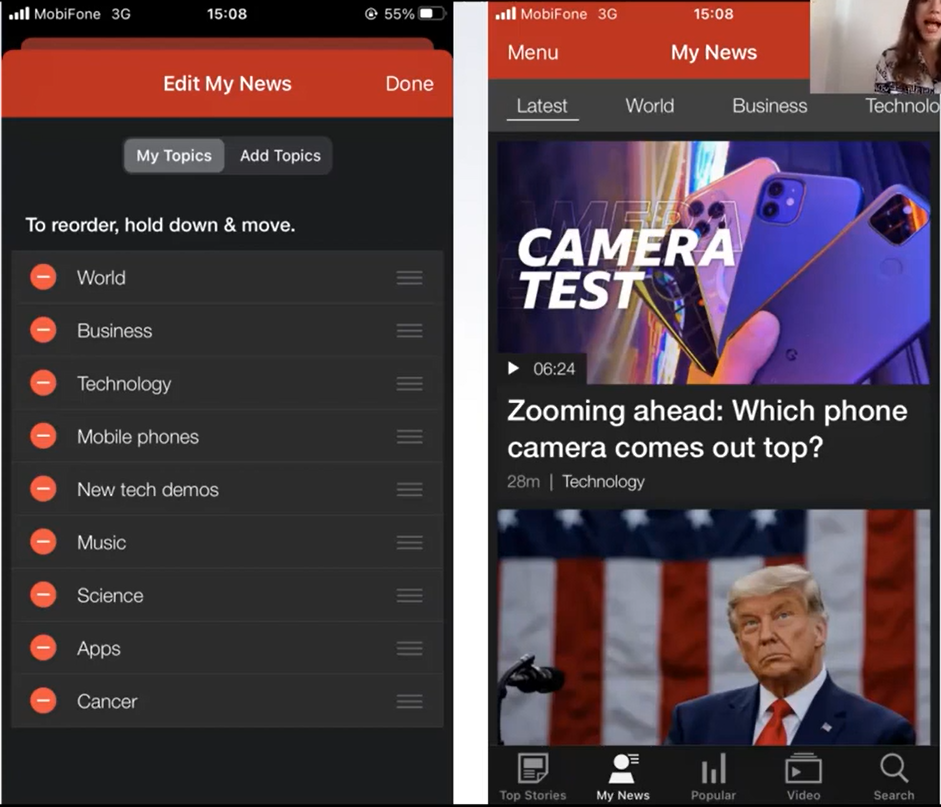 MobiFone 3G 15:08 55%
Edit My News Done
My Topics Add Topics
To reorder, hold down & move.
World
Business
Technology
Mobile phones
New tech demos
Music
Science
Apps
Cancer
MobiFone 3G 15:08
Menu My News
Latest World Business Technolo
CAMERA
TEST
06:24
Zooming ahead: Which phone
camera comes out top?
28m | Technology
Top Stories My News Popular Video Search